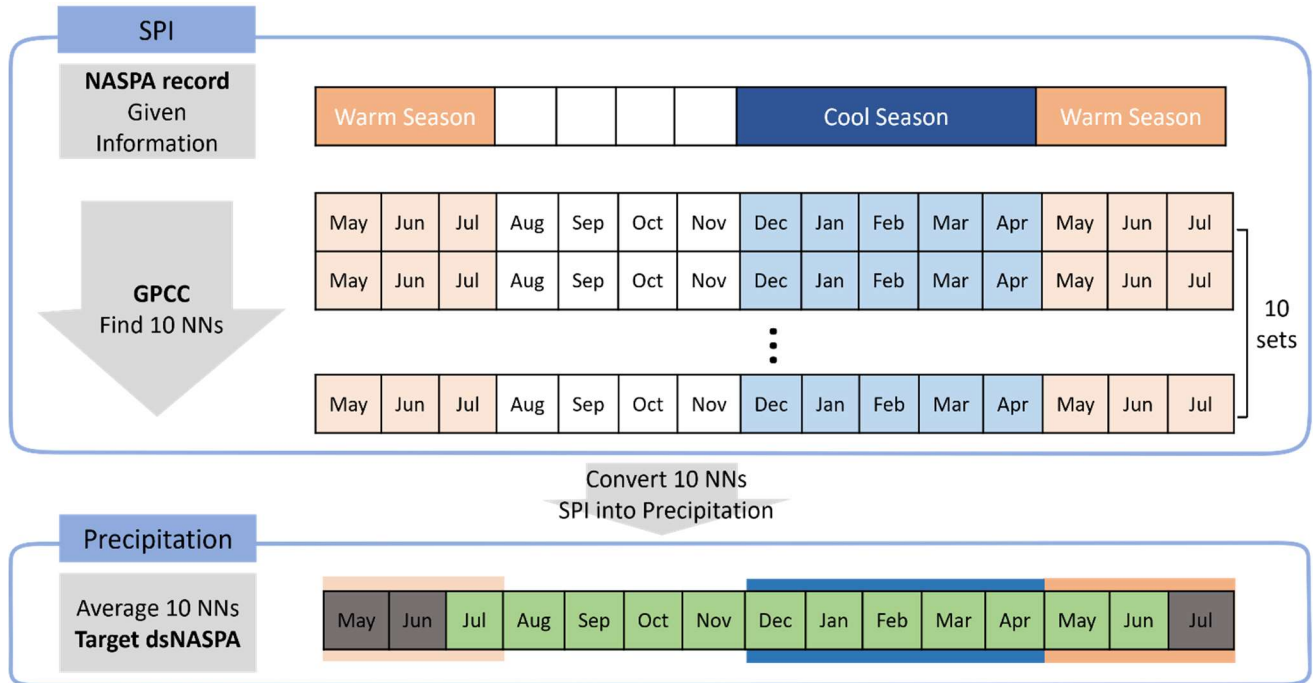 SPI
NASPA record
Given
Information
Warm Season Cool Season Warm Season
May Jun Jul Aug Sep Oct Nov Dec Jan Feb Mar Apr May Jun Jul
May Jun Jul Aug Sep Oct Nov Dec Jan Feb Mar Apr May Jun Jul
GPCC
Find 10 NNs
10
sets
May Jun Jul Aug Sep Oct Nov Dec Jan Feb Mar Apr May Jun Jul
Convert 10 NNs
SPI into Precipitation
Precipitation
Average 10 NNs
Target dsNASPA
May Jun Jul Aug Sep Oct Nov Dec Jan Feb Mar Apr May Jun Jul